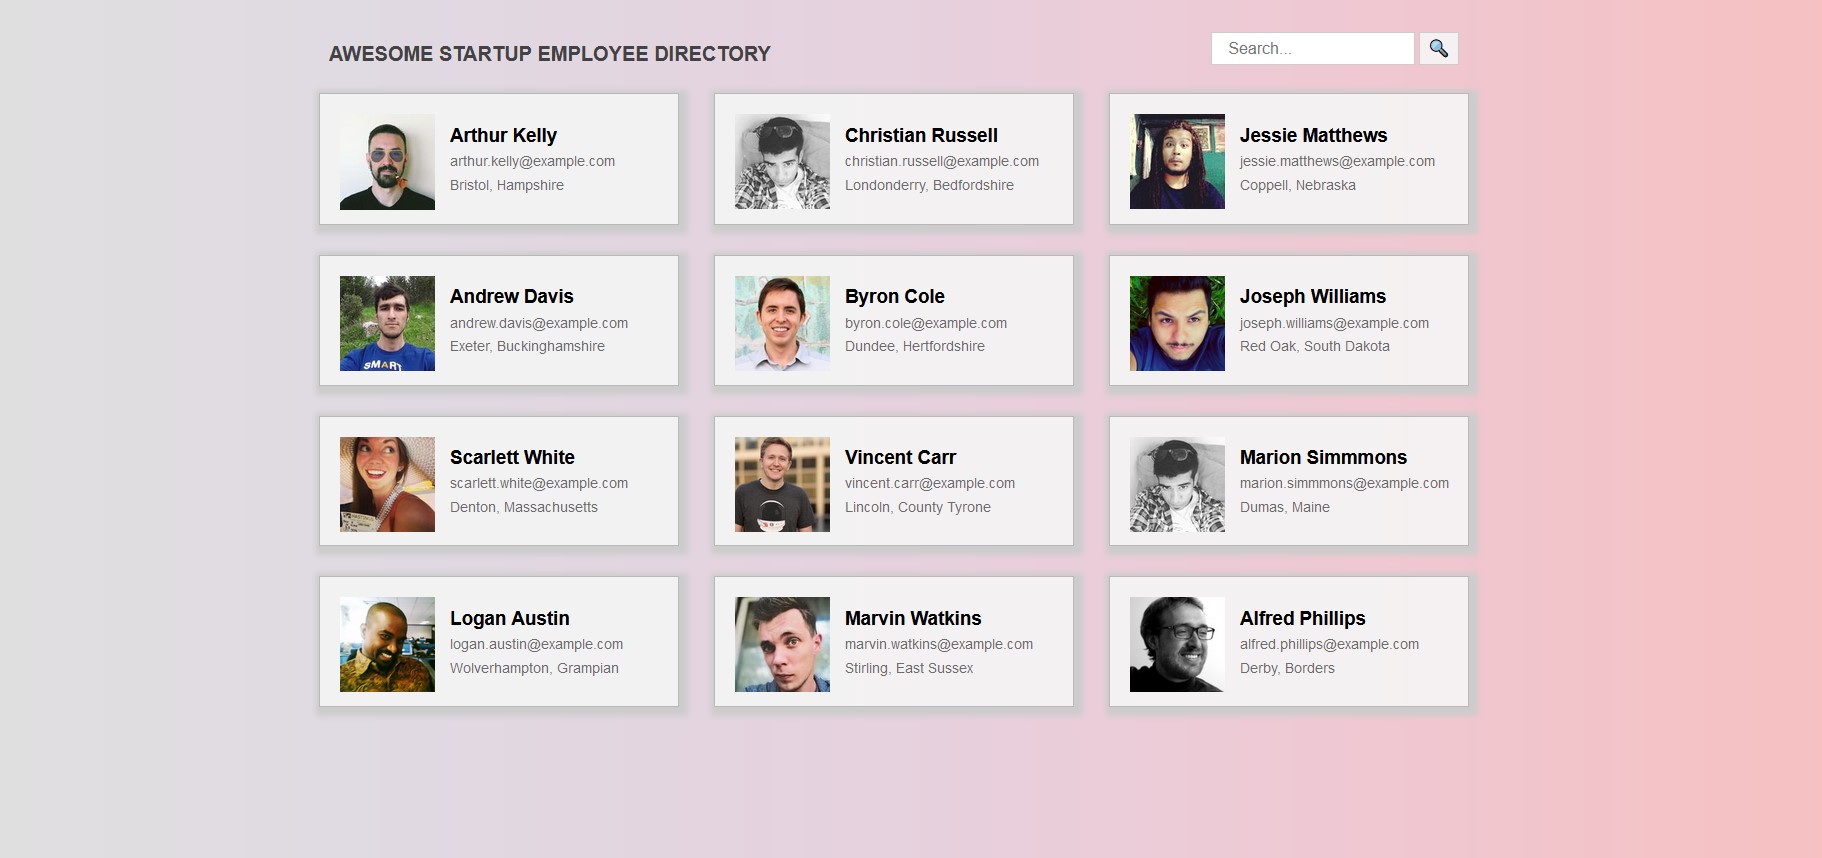 AWESOME STARTUP EMPLOYEE DIRECTORY
Search...
Arthur Kelly
arthur.kelly@example.com
Bristol, Hampshire
Christian Russell
christian.russell@example.com
Londonderry, Bedfordshire
Jessie Matthews
jessie.matthews@example.com
Coppell, Nebraska
Andrew Davis
andrew.davis@example.com
Exeter, Buckinghamshire
SMART
Byron Cole
byron.cole@example.com
Dundee, Hertfordshire
Joseph Williams
joseph.williams@example.com
Red Oak, South Dakota
Scarlett White
scarlett.white@example.com
Denton, Massachusetts
Vincent Carr
vincent.carr@example.com
Lincoln, County Tyrone
Marion Simmmons
marion.simmmons@example.com
Dumas, Maine
Logan Austin
logan.austin@example.com
Wolverhampton, Grampian
Marvin Watkins
marvin.watkins@example.com
Stirling, East Sussex
Alfred Phillips
alfred.phillips@example.com
Derby, Borders